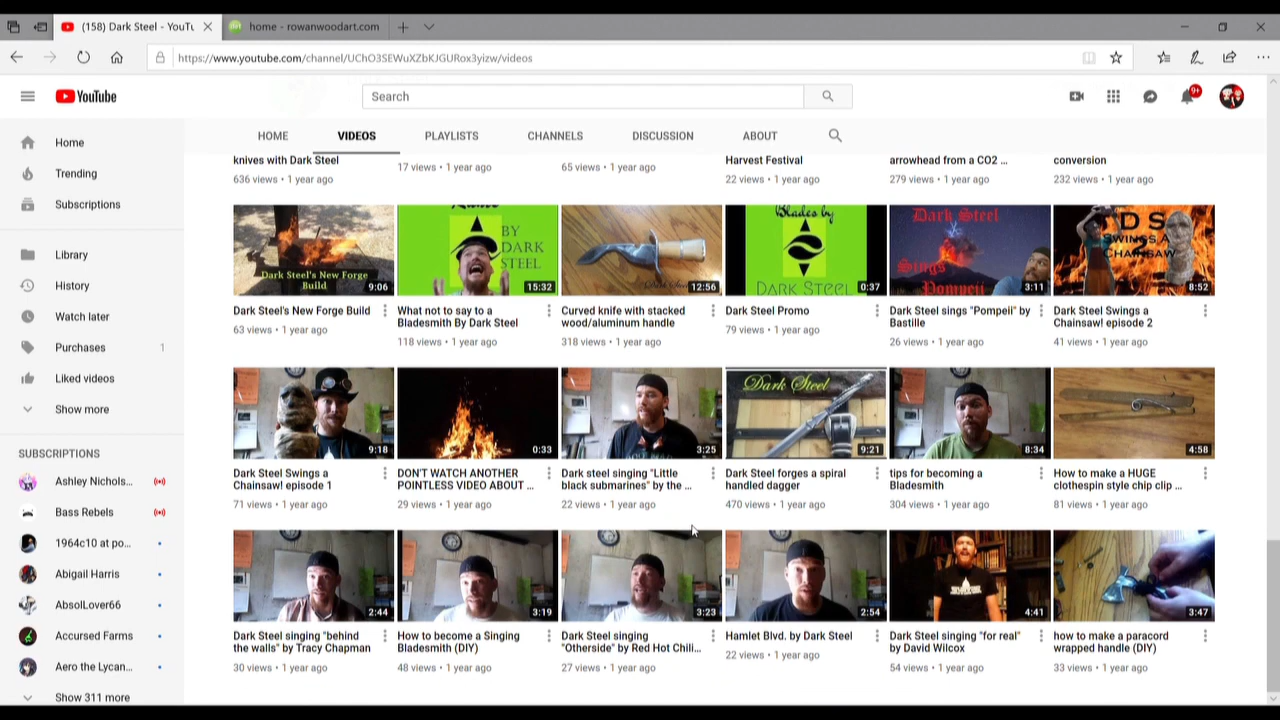 (158) Dark Steel - YouTu
home - rowanwoodart.com
https://www.youtube.com/channel/UChO3SEWuXZbKJGURox3yizw/videos
YouTube
Search
9+
HOME VIDEOS PLAYLISTS CHANNELS DISCUSSION ABOUT
Home
Trending
Subscriptions
Library
History
Watch later
Purchases 1
Liked videos
Show more
SUBSCRIPTIONS
Ashley Nichols...
Bass Rebels
1964c10 at po...
Abigail Harris
AbsolLover66
Accursed Farms
Aero the Lycan...
Show 311 more
knives with Dark Steel
636 views • 1 year ago
17 views • 1 year ago
65 views • 1 year ago
Harvest Festival
22 views • 1 year ago
arrowhead from a CO2 ...
279 views • 1 year ago
conversion
232 views • 1 year ago
Dark Steel's New Forge
Build
9:06
Dark Steel's New Forge Build
63 views • 1 year ago
BY
DARK
STEEL
15:32
What not to say to a
Bladesmith By Dark Steel
118 views • 1 year ago
12:56
Curved knife with stacked
wood/aluminum handle
318 views • 1 year ago
Blades by
DARK STEEL
0:37
Dark Steel Promo
79 views • 1 year ago
Dark Steel
Sings
Pompeii
3:11
Dark Steel sings "Pompeii" by
Bastille
26 views • 1 year ago
D S
SWINGS A
CHAINSAW!
8:52
Dark Steel Swings a
Chainsaw! episode 2
41 views • 1 year ago
9:18
Dark Steel Swings a
Chainsaw! episode 1
71 views • 1 year ago
0:33
DON'T WATCH ANOTHER
POINTLESS VIDEO ABOUT ...
29 views • 1 year ago
3:25
Dark steel singing "Little
black submarines" by the ...
22 views • 1 year ago
Dark Steel
9:21
Dark Steel forges a spiral
handled dagger
470 views • 1 year ago
8:34
tips for becoming a
Bladesmith
304 views • 1 year ago
4:58
How to make a HUGE
clothespin style chip clip ...
81 views • 1 year ago
2:44
Dark Steel singing "behind
the walls" by Tracy Chapman
30 views • 1 year ago
3:19
How to become a Singing
Bladesmith (DIY)
48 views • 1 year ago
3:23
Dark Steel singing
"Otherside" by Red Hot Chili...
27 views • 1 year ago
2:54
Hamlet Blvd. by Dark Steel
22 views • 1 year ago
4:41
Dark Steel singing "for real"
by David Wilcox
54 views • 1 year ago
3:47
how to make a paracord
wrapped handle (DIY)
33 views • 1 year ago